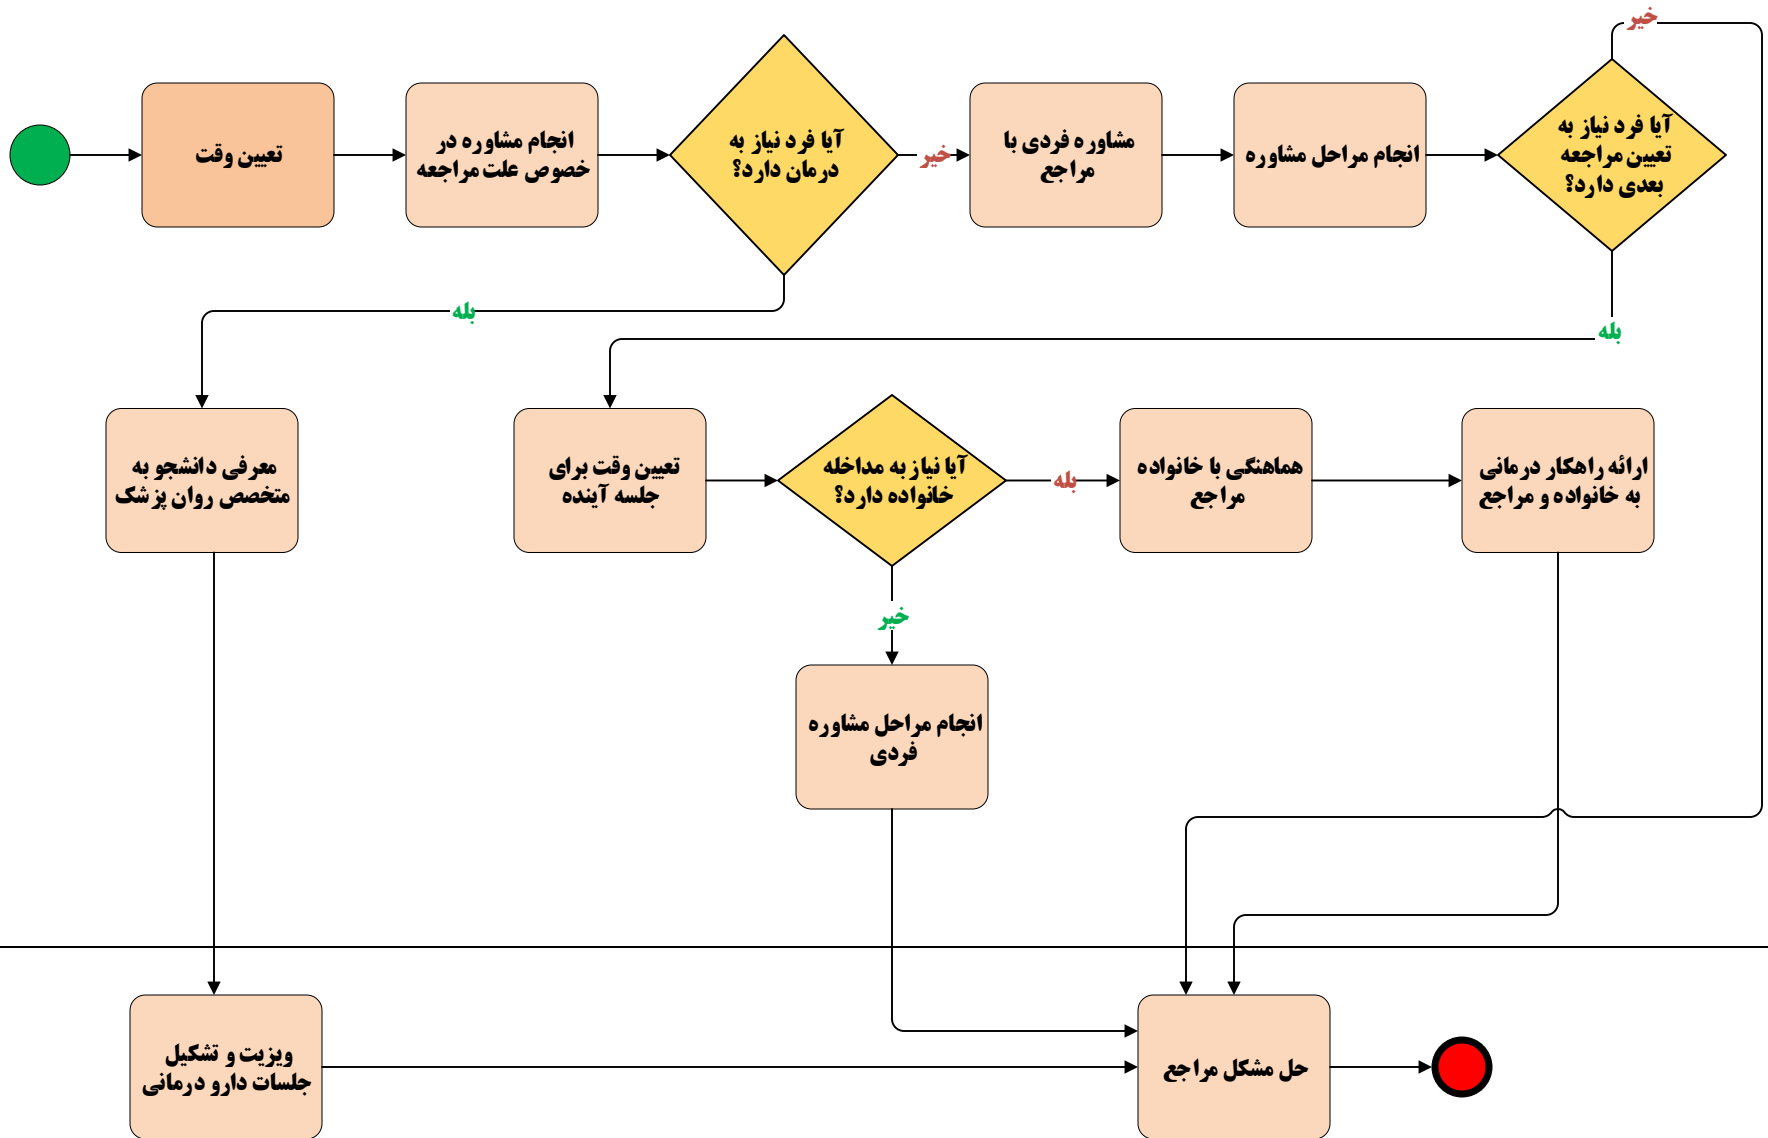 خیر
تعیین وقت
انجام مشاوره در
خصوص علت مراجعه
آیا فرد نیاز به
درمان دارد؟
خیر
مشاوره فردی با
مراجع
انجام مراحل مشاوره
آیا فرد نیاز به
تعیین مراجعه
بعدی دارد؟
بله
بله
معرفی دانشجو به
متخصص روان پزشک
تعیین وقت برای
جلسه آینده
آیا نیاز به مداخله
خانواده دارد؟
بله
هماهنگی با خانواده
مراجع
ارائه راهکار درمانی
به خانواده و مراجع
خیر
انجام مراحل مشاوره
فردی
ویزیت و تشکیل
جلسات دارو درمانی
حل مشکل مراجع